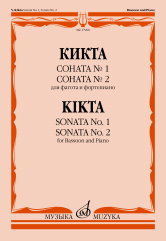 КИКТА
СОНАТА № 1
СОНАТА № 2
для фагота и фортепиано
KIKTA
SONATA No. 1
SONATA No. 2
for Bassoon and Piano
МУЗЫКА MUZYKA